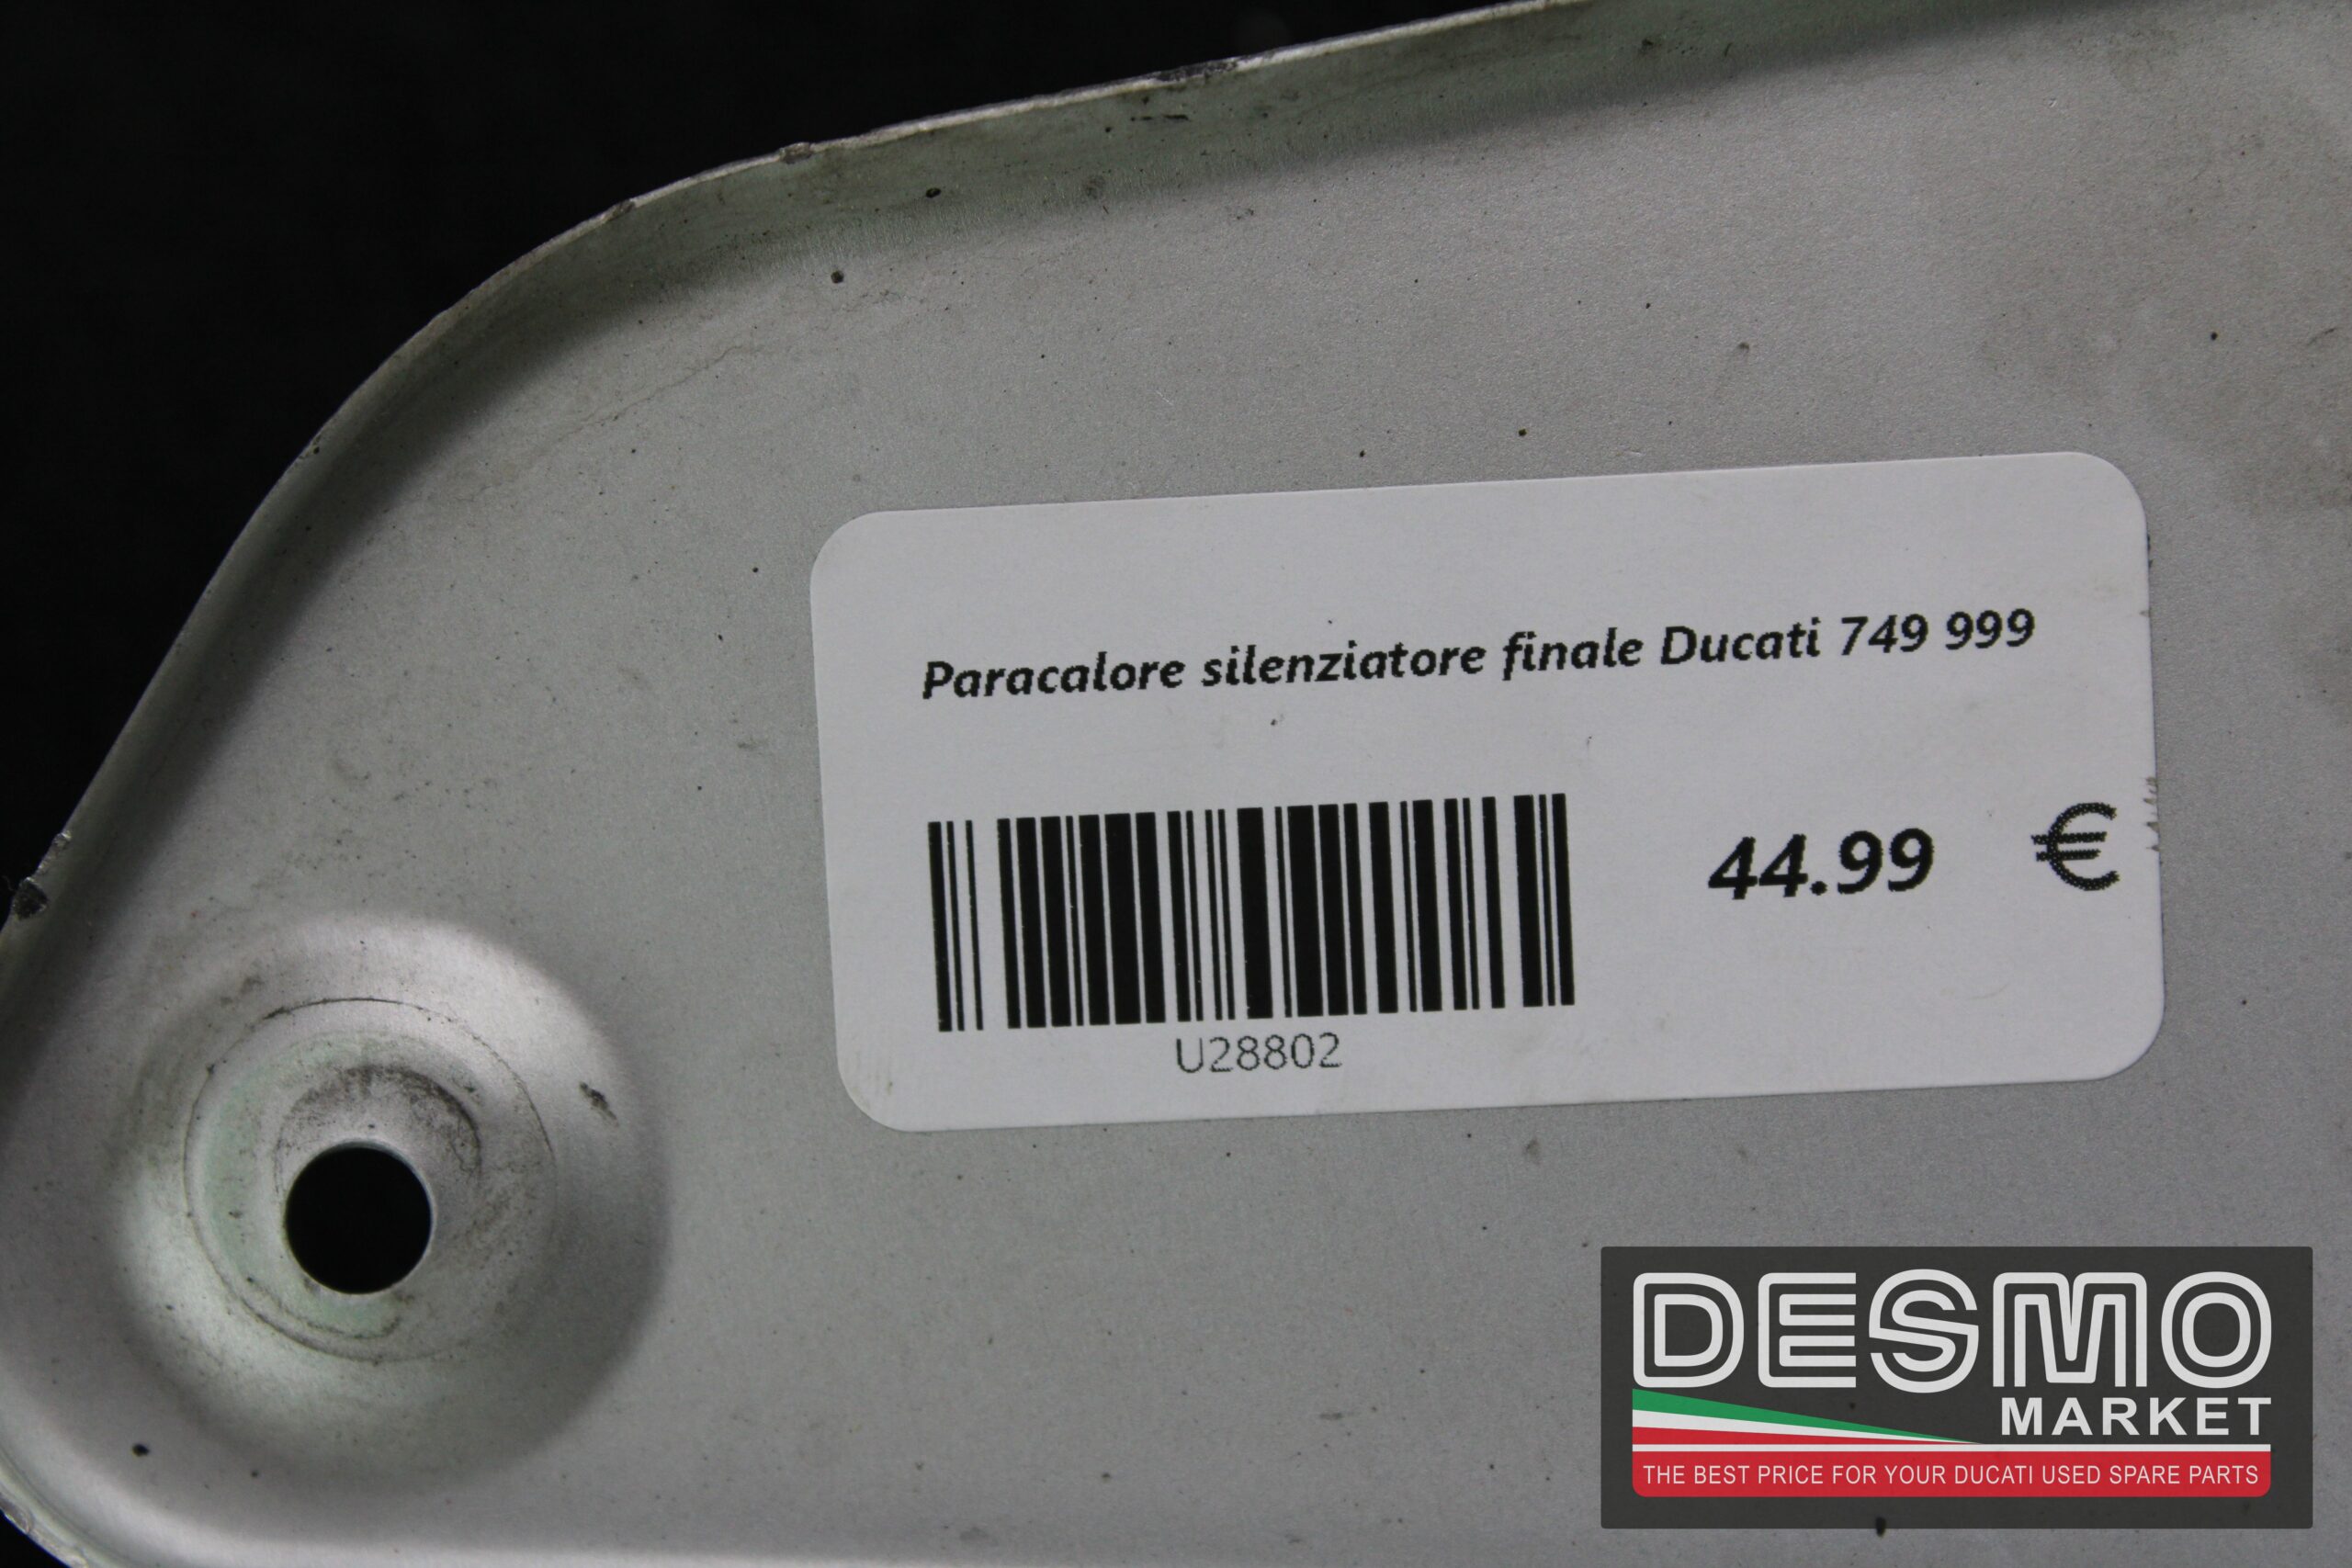 Paracalore silenziatore finale Ducati 749 999
44.99 €
U28802
DESMO
MARKET
THE BEST PRICE FOR YOUR DUCATI USED SPARE PARTS